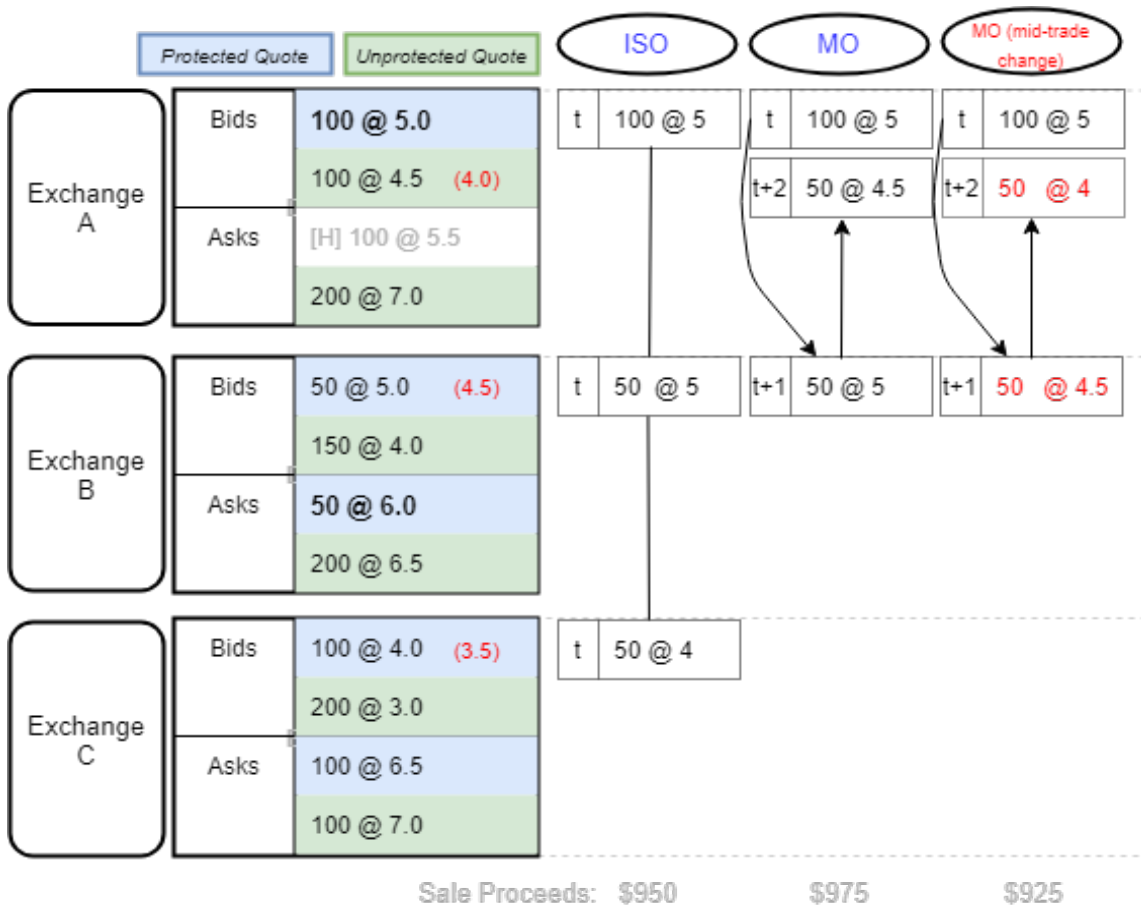 Protected Quote Unprotected Quote ISO MO MO (mid-trade
change)
Exchange
A
Bids 100 @ 5.0 t 100 @ 5 t 100 @ 5 t 100 @ 5
100 @ 4.5 (4.0) t+2 50 @ 4.5 t+2 50 @ 4
Asks [H] 100 @ 5.5
200 @ 7.0
Exchange
B
Bids 50 @ 5.0 (4.5) t 50 @ 5 t+1 50 @ 5 t+1 50 @ 4.5
150 @ 4.0
Asks 50 @ 6.0
200 @ 6.5
Exchange
C
Bids 100 @ 4.0 (3.5) t 50 @ 4
200 @ 3.0
Asks 100 @ 6.5
100 @ 7.0
Sale Proceeds: $950 $975 $925